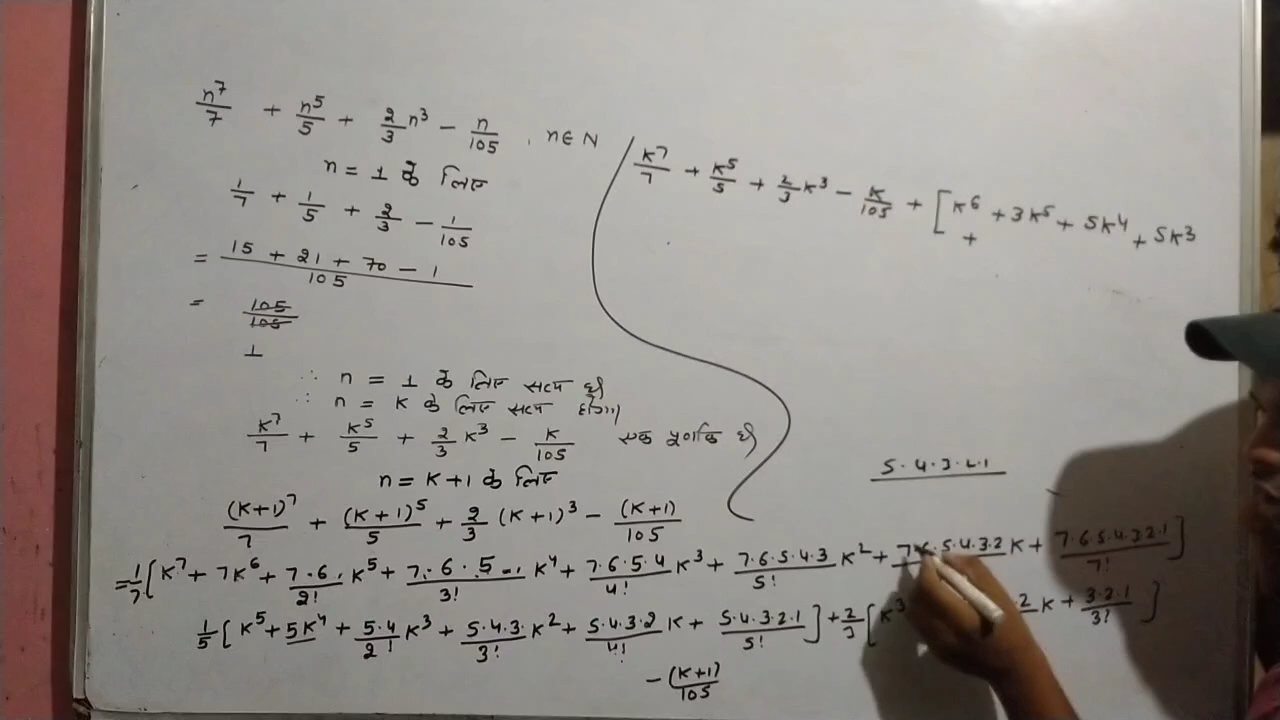 n⁷/7 + n⁵/5 + 2/3 n³ - n/105 , n∈N
n = 1 के लिए
1/7 + 1/5 + 2/3 - 1/105
= (15 + 21 + 70 - 1)/105
= 105/105
1
∴ n = 1 के लिए सत्य है
∴ n = K के लिए सत्य होगा
K⁷/7 + K⁵/5 + 2/3 K³ - K/105 एक पूर्णांक है
n = K+1 के लिए
(K+1)⁷/7 + (K+1)⁵/5 + 2/3 (K+1)³ - (K+1)/105
= 1/7 [K⁷ + 7K⁶ + 7·6/2! K⁵ + 7·6·5/3! K⁴ + 7·6·5·4/4! K³ + 7·6·5·4·3/5! K² + 7·6·5·4·3·2 K + 7·6·5·4·3·2·1/7!]
1/5 [K⁵ + 5K⁴ + 5·4/2! K³ + 5·4·3·/3! K² + 5·4·3·2/4! K + 5·4·3·2·1/5!] + 2/3 [K³ 2 K + 3·2·1/3!]
- (K+1)/105
K⁷/7 + K⁵/5 + 2/3 K³ - K/105 + [K⁶ + 3K⁵ + 5K⁴ + 5K³
+
5·4·3·2·1